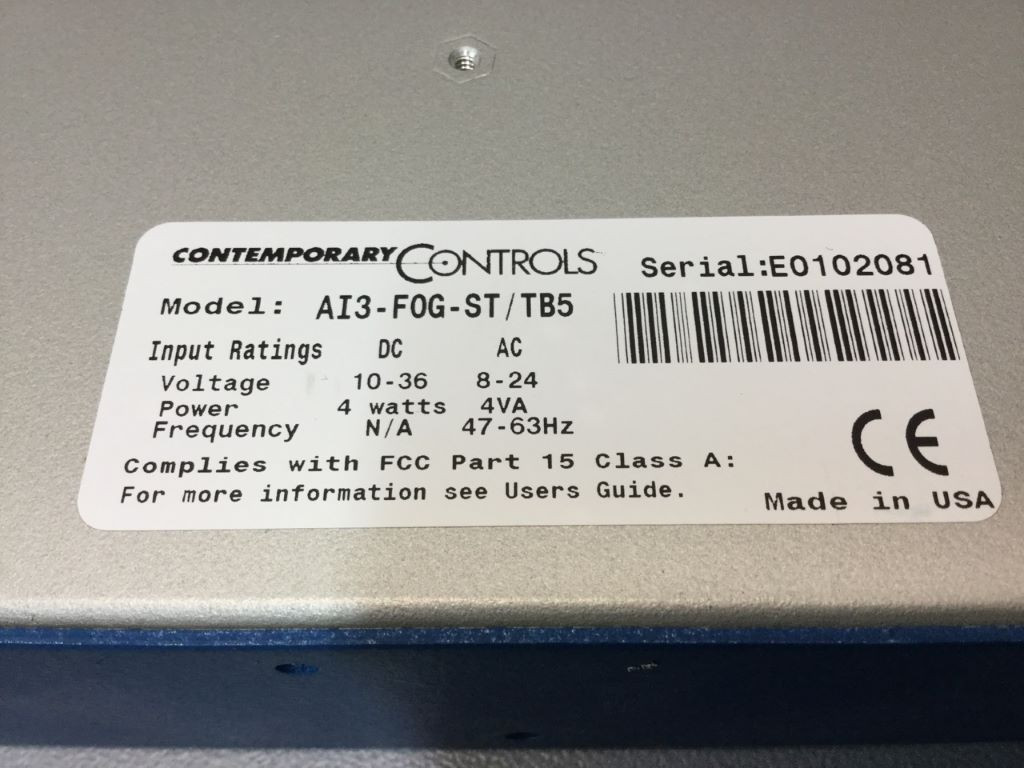 CONTEMPORARY CONTROLS
Serial:E0102081
Model: AI3-FOG-ST/TB5
Input Ratings DC AC
Voltage 10-36 8-24
Power 4 watts 4VA
Frequency N/A 47-63Hz
CE
Complies with FCC Part 15 Class A:
For more information see Users Guide.
Made in USA